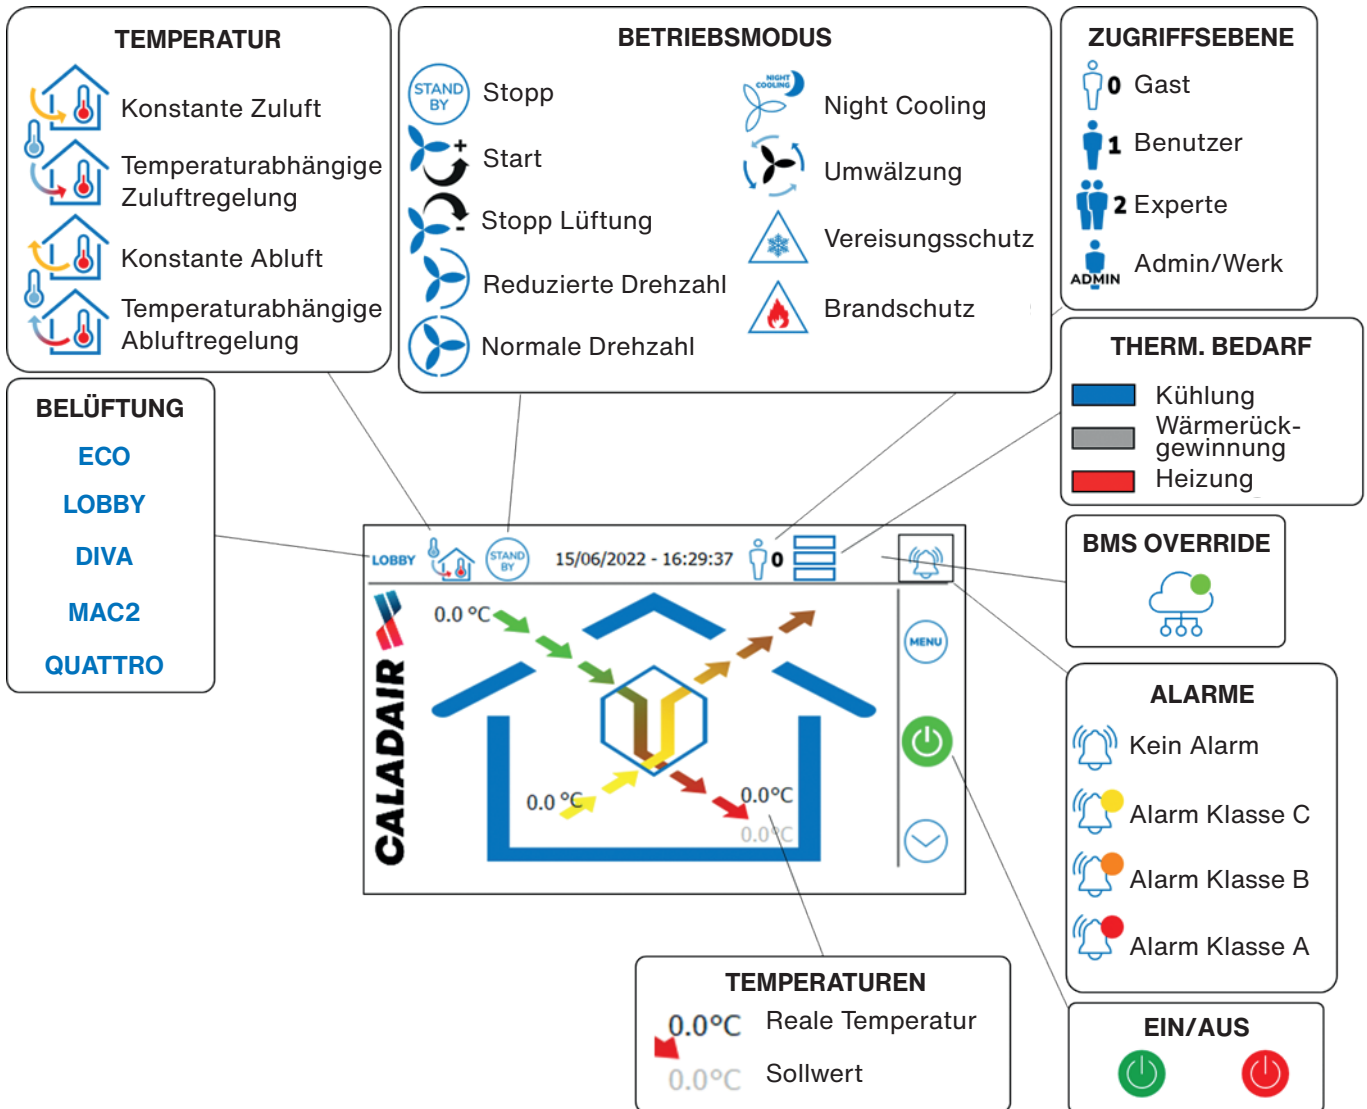 TEMPERATUR
Konstante Zuluft
Temperaturabhängige
Zuluftregelung
Konstante Abluft
Temperaturabhängige
Abluftregelung
BETRIEBSMODUS
STAND
BY
Stopp
+
Start
-
Stopp Lüftung
Reduzierte Drehzahl
Normale Drehzahl
NIGHT
COOLING
Night Cooling
Umwälzung
Vereisungsschutz
Brandschutz
ZUGRIFFSEBENE
0 Gast
1 Benutzer
2 Experte
ADMIN
Admin/Werk
THERM. BEDARF
Kühlung
Wärmerück-
gewinnung
Heizung
BELÜFTUNG
ECO
LOBBY
DIVA
MAC2
QUATTRO
BMS OVERRIDE
LOBBY
STAND
BY
15/06/2022 - 16:29:37
0
CALADAIR
0.0 °C
MENU
0.0 °C
0.0°C
0.0°C
ALARME
Kein Alarm
Alarm Klasse C
Alarm Klasse B
Alarm Klasse A
TEMPERATUREN
0.0°C Reale Temperatur
0.0°C Sollwert
EIN/AUS